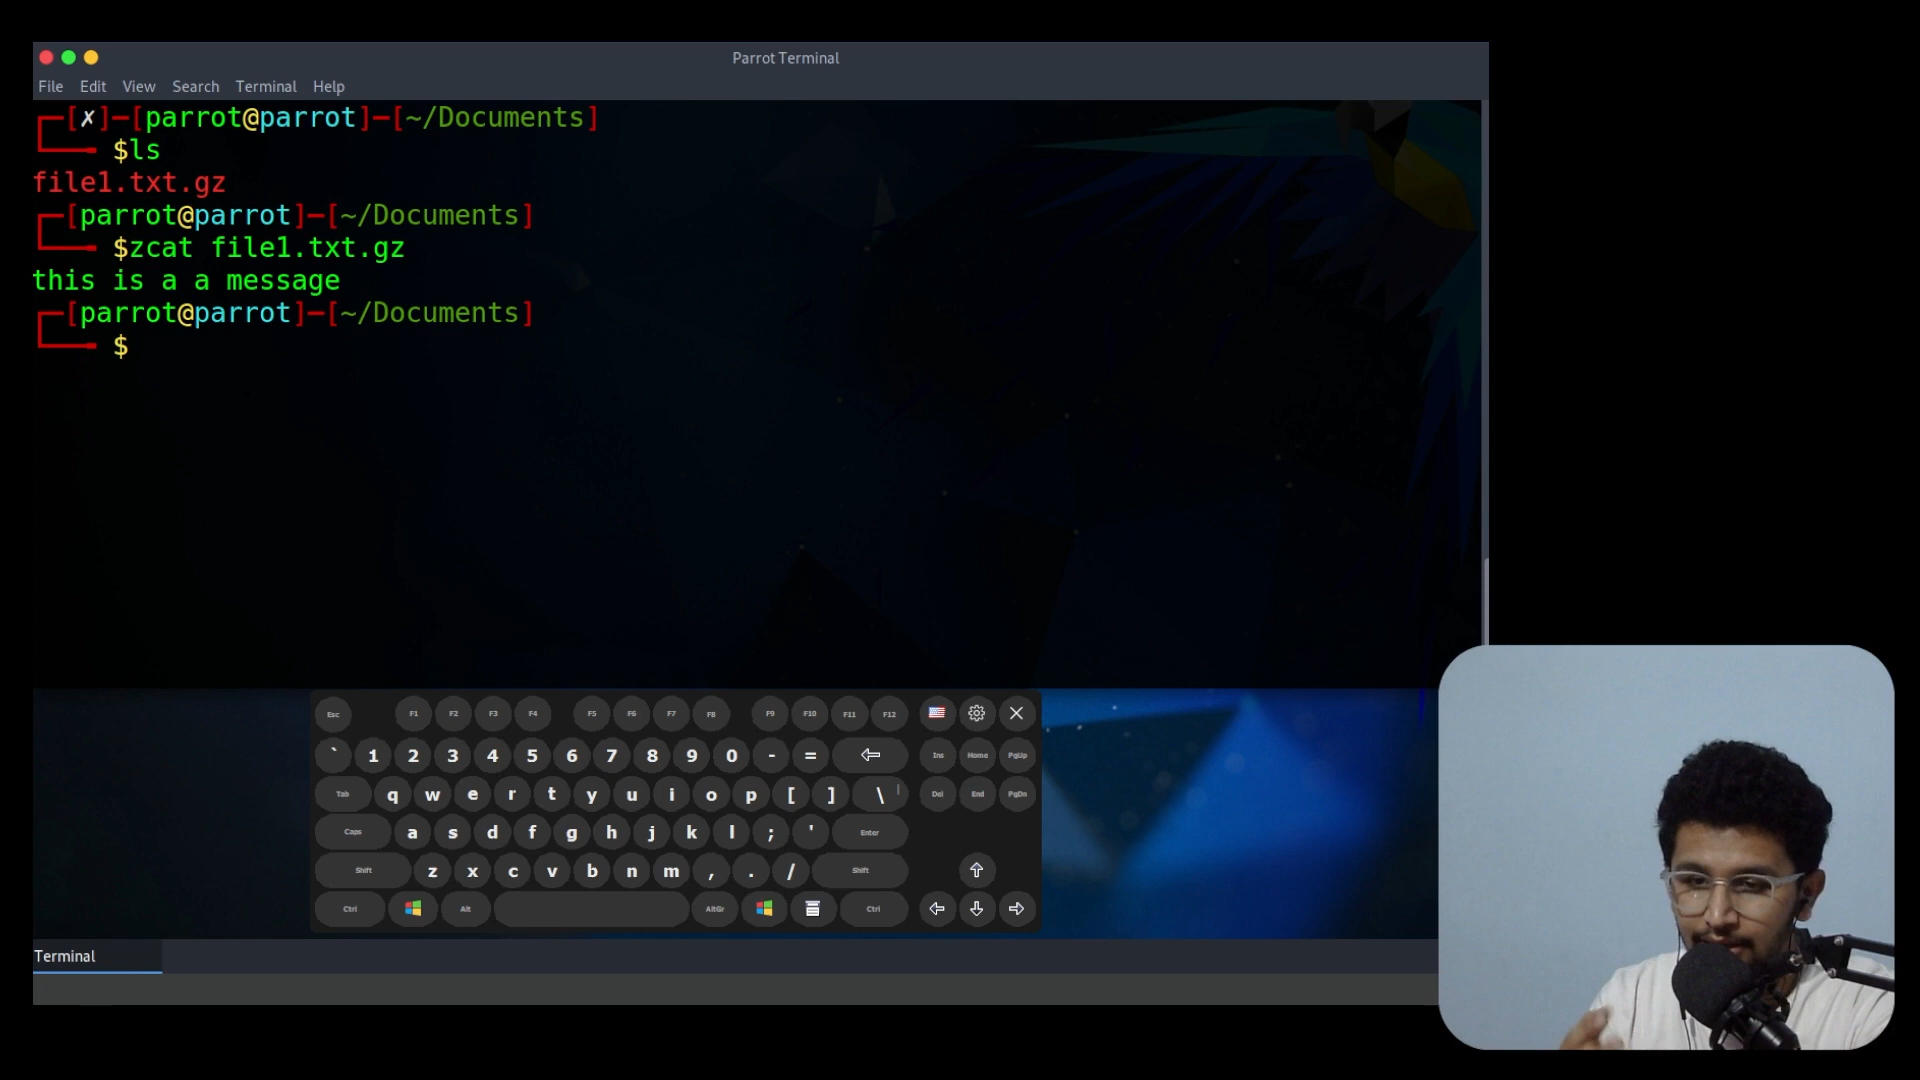 Parrot Terminal
File Edit View Search Terminal Help
┌─[✗]─[parrot@parrot]─[~/Documents]
└──╼ $ls
file1.txt.gz
┌─[parrot@parrot]─[~/Documents]
└──╼ $zcat file1.txt.gz
this is a a message
┌─[parrot@parrot]─[~/Documents]
└──╼ $
Esc F1 F2 F3 F4 F5 F6 F7 F8 F9 F10 F11 F12
` 1 2 3 4 5 6 7 8 9 0 - = Ins Home PgUp
Tab q w e r t y u i o p [ ] \ | Del End PgDn
Caps a s d f g h j k l ; ' Enter
Shift z x c v b n m , . / Shift
Ctrl Alt AltGr Ctrl
Terminal